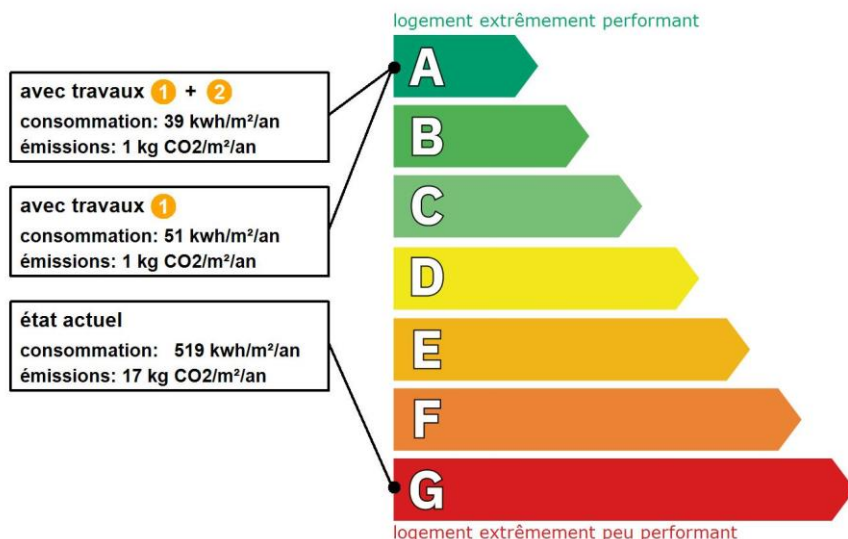 logement extrêmement performant
avec travaux 1 + 2
consommation: 39 kwh/m²/an
émissions: 1 kg CO2/m²/an
avec travaux 1
consommation: 51 kwh/m²/an
émissions: 1 kg CO2/m²/an
état actuel
consommation: 519 kwh/m²/an
émissions: 17 kg CO2/m²/an
A
B
C
D
E
F
G
logement extrêmement peu performant